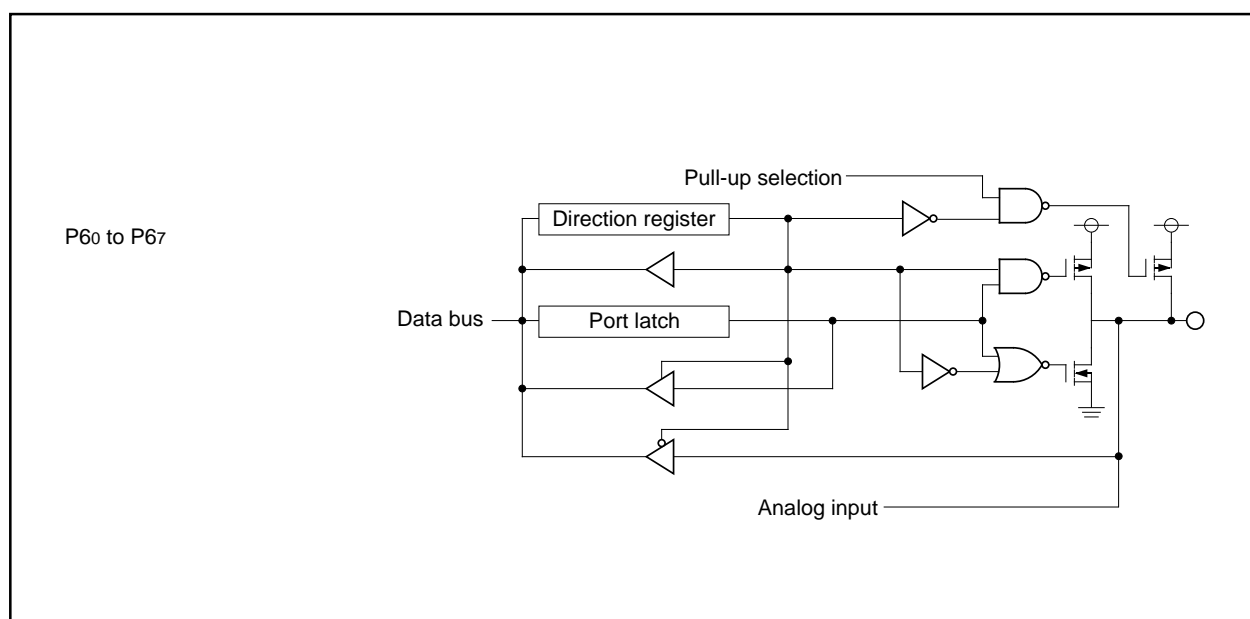 Pull-up selection
Direction register
P60 to P67
Data bus
Port latch
Analog input